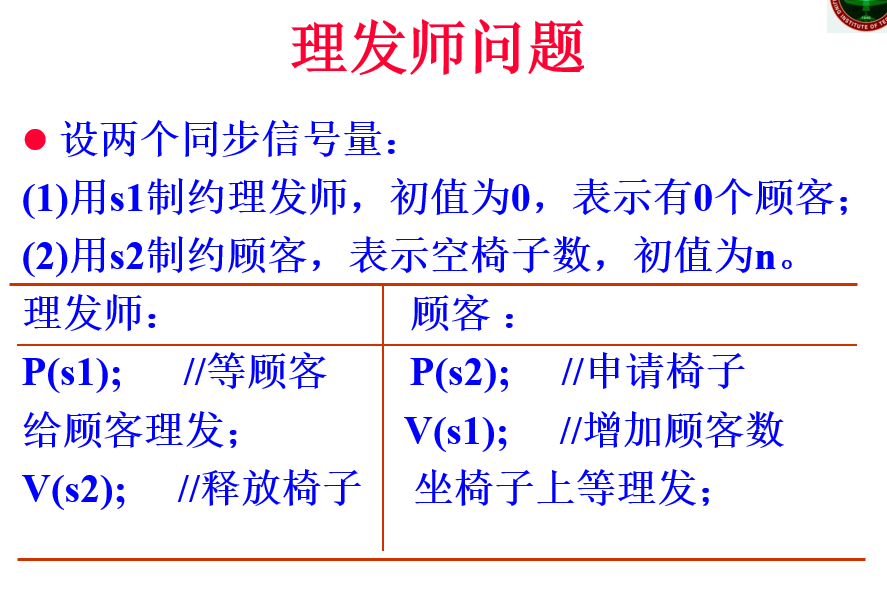 理发师问题
设两个同步信号量：
(1)用s1制约理发师，初值为0，表示有0个顾客；
(2)用s2制约顾客，表示空椅子数，初值为n。
理发师： 顾客 ：
P(s1); //等顾客 P(s2); //申请椅子
给顾客理发； V(s1); //增加顾客数
V(s2); //释放椅子 坐椅子上等理发；
INSTITUTE OF